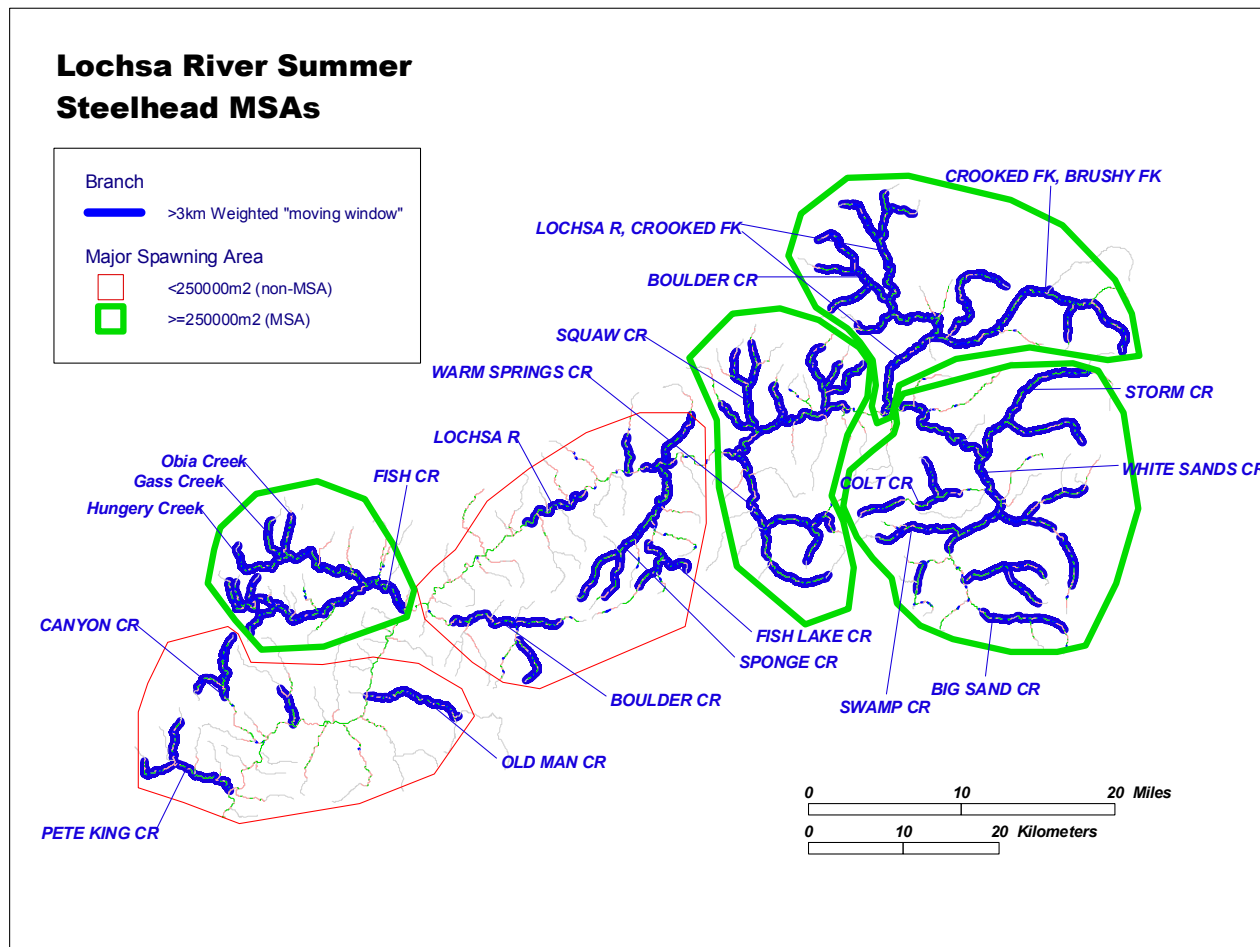 Lochsa River Summer
Steelhead MSAs
Branch
>3km Weighted "moving window"
Major Spawning Area
<250000m2 (non-MSA)
>=250000m2 (MSA)
CROOKED FK, BRUSHY FK
LOCHSA R, CROOKED FK
BOULDER CR
SQUAW CR
WARM SPRINGS CR
STORM CR
LOCHSA R
Obia Creek
Gass Creek
FISH CR
WHITE SANDS CR
COLT CR
Hungery Creek
CANYON CR
FISH LAKE CR
SPONGE CR
BIG SAND CR
BOULDER CR
SWAMP CR
OLD MAN CR
PETE KING CR
0 10 20 Miles
0 10 20 Kilometers